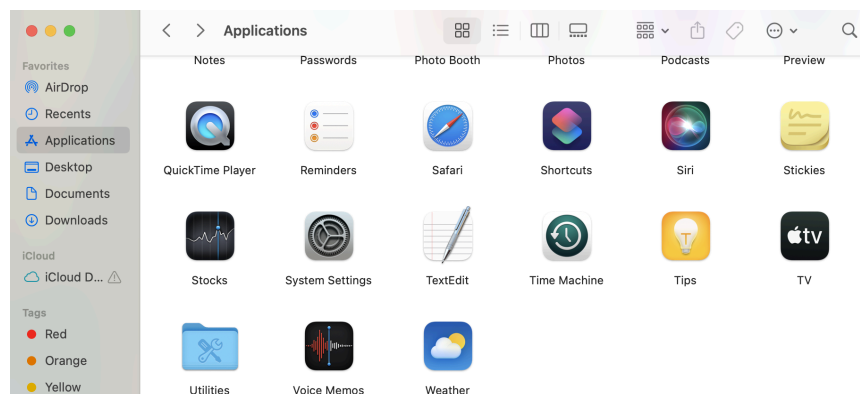 Applications
Favorites
AirDrop
Recents
Applications
Desktop
Documents
Downloads
iCloud
iCloud D...
Tags
Red
Orange
Yellow
Notes Passwords Photo Booth Photos Podcasts Preview
QuickTime Player Reminders Safari Shortcuts Siri Stickies
tv
Stocks System Settings TextEdit Time Machine Tips TV
Utilities Voice Memos Weather